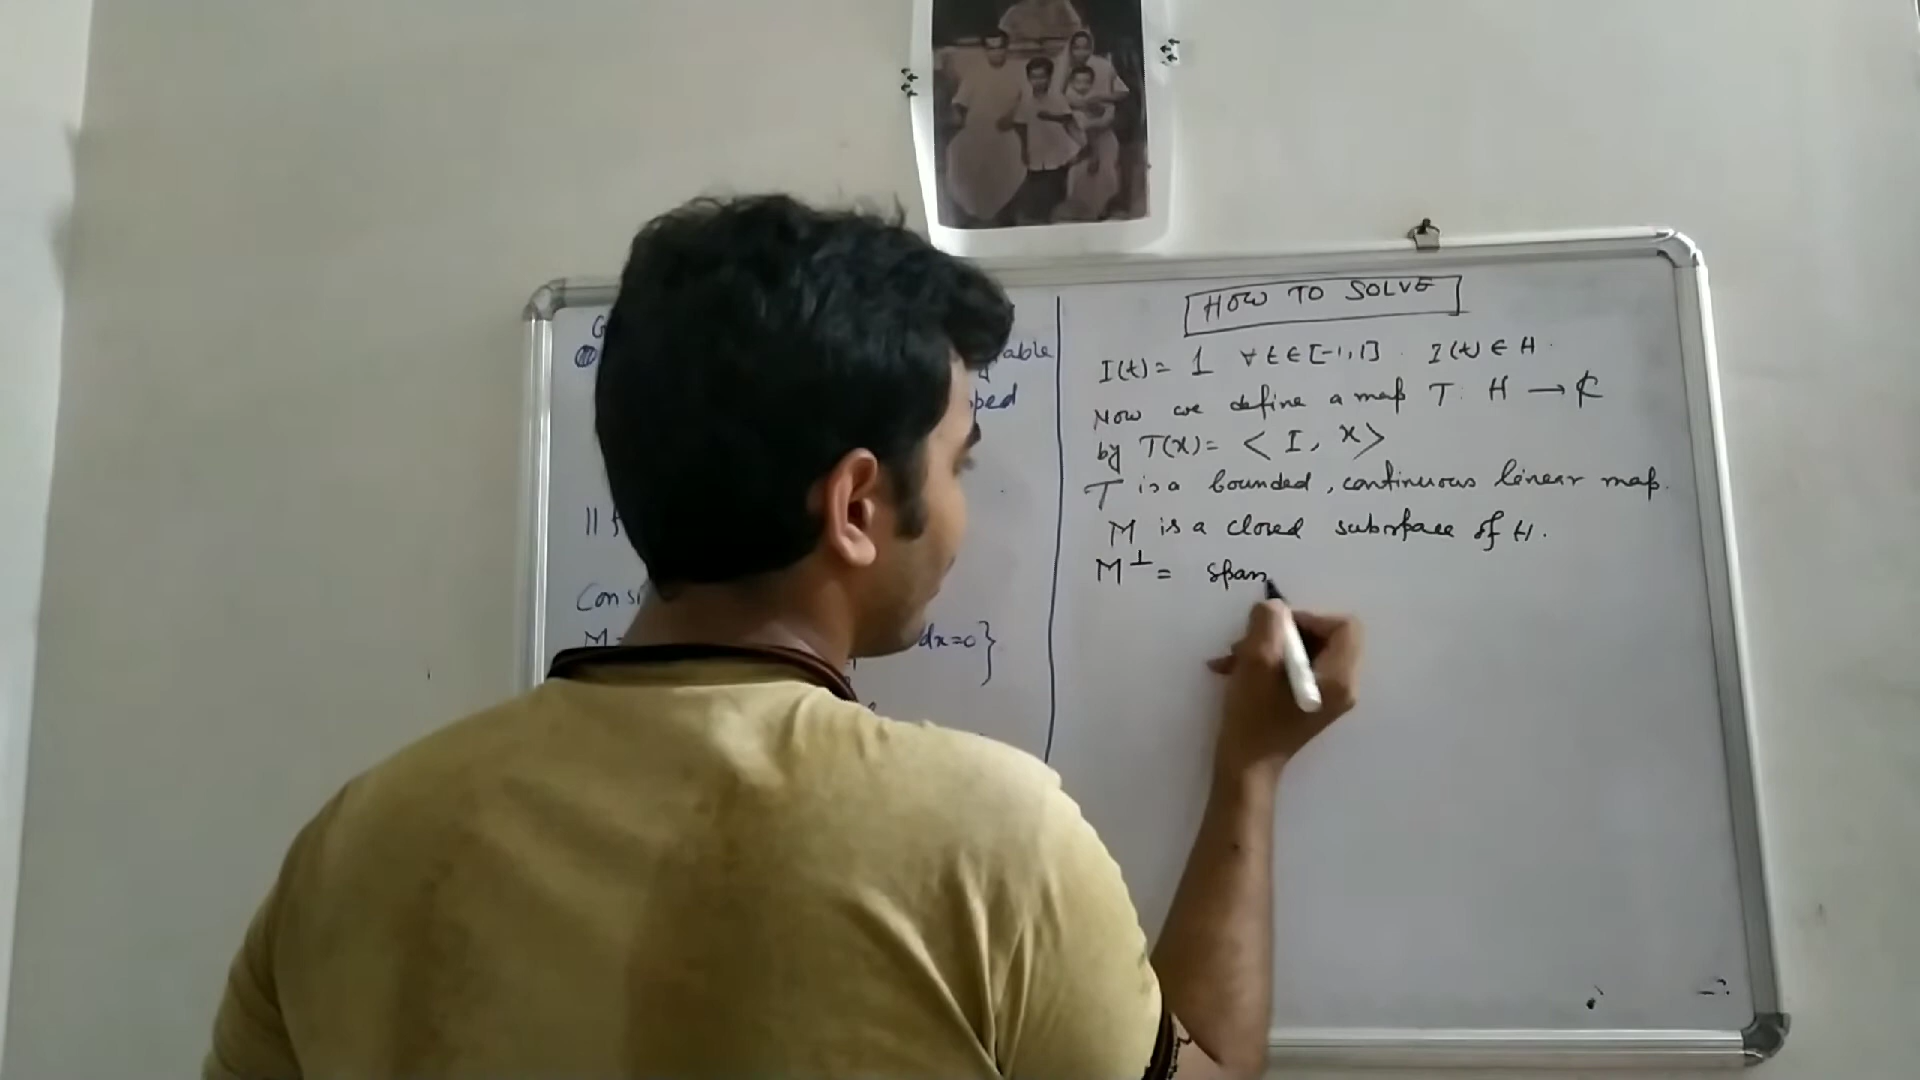 G
able
pped
|| f
Consi
M = dx=0}
HOW TO SOLVE
I(t) = 1 ∀ t ∈ [-1,1] . I(t) ∈ H .
Now we define a map T : H → ℂ
by T(x) = < I, x >
T is a bounded, continuous linear map.
M is a closed subspace of H.
M⊥ = span